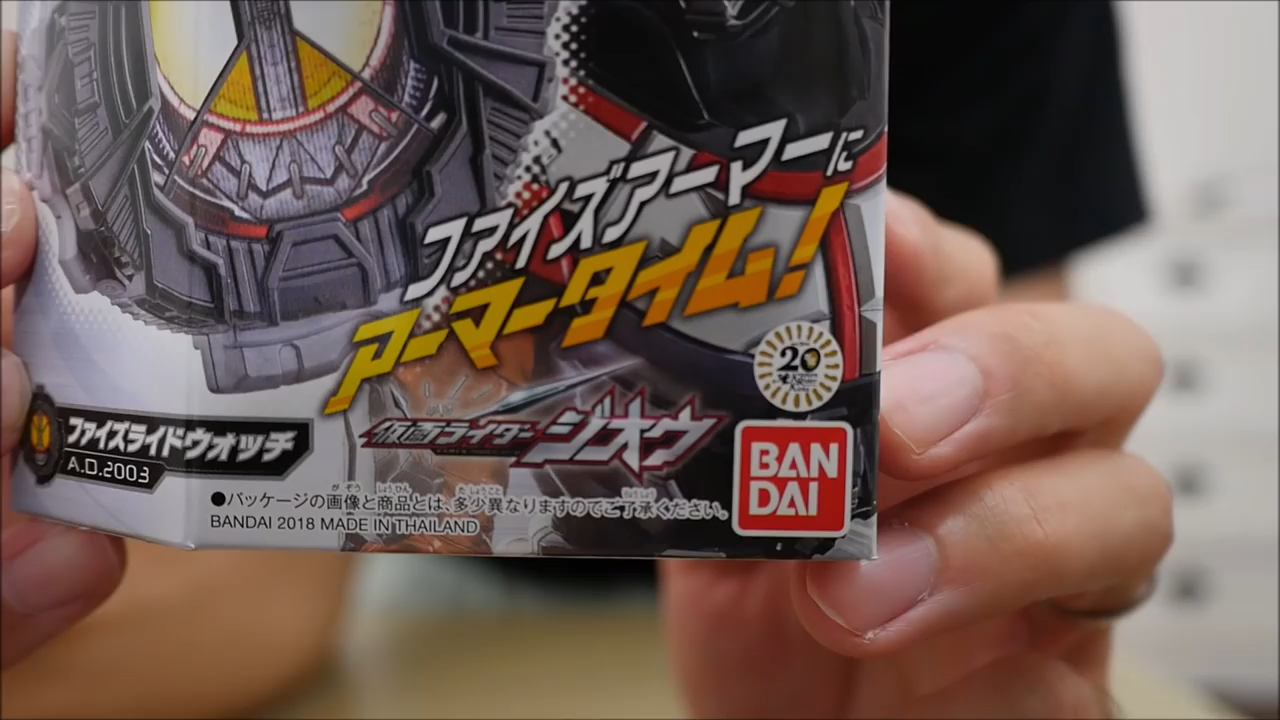 ファイズアーマーに
アーマータイム!
20
仮面ライダージオウ
BAN
DAI
ファイズライドウォッチ
A.D.2003
●パッケージの画像と商品とは、多少異なりますのでご了承ください。
BANDAI 2018 MADE IN THAILAND